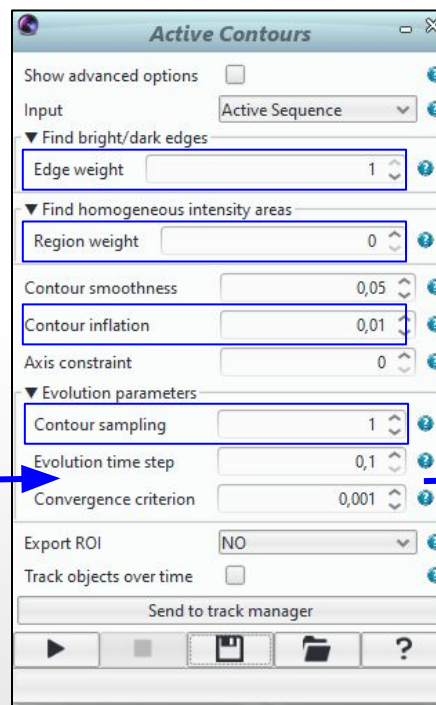 Active Contours
Show advanced options
Input Active Sequence
▼ Find bright/dark edges
Edge weight 1
▼ Find homogeneous intensity areas
Region weight 0
Contour smoothness 0,05
Contour inflation 0,01
Axis constraint 0
▼ Evolution parameters
Contour sampling 1
Evolution time step 0,1
Convergence criterion 0,001
Export ROI NO
Track objects over time
Send to track manager
?